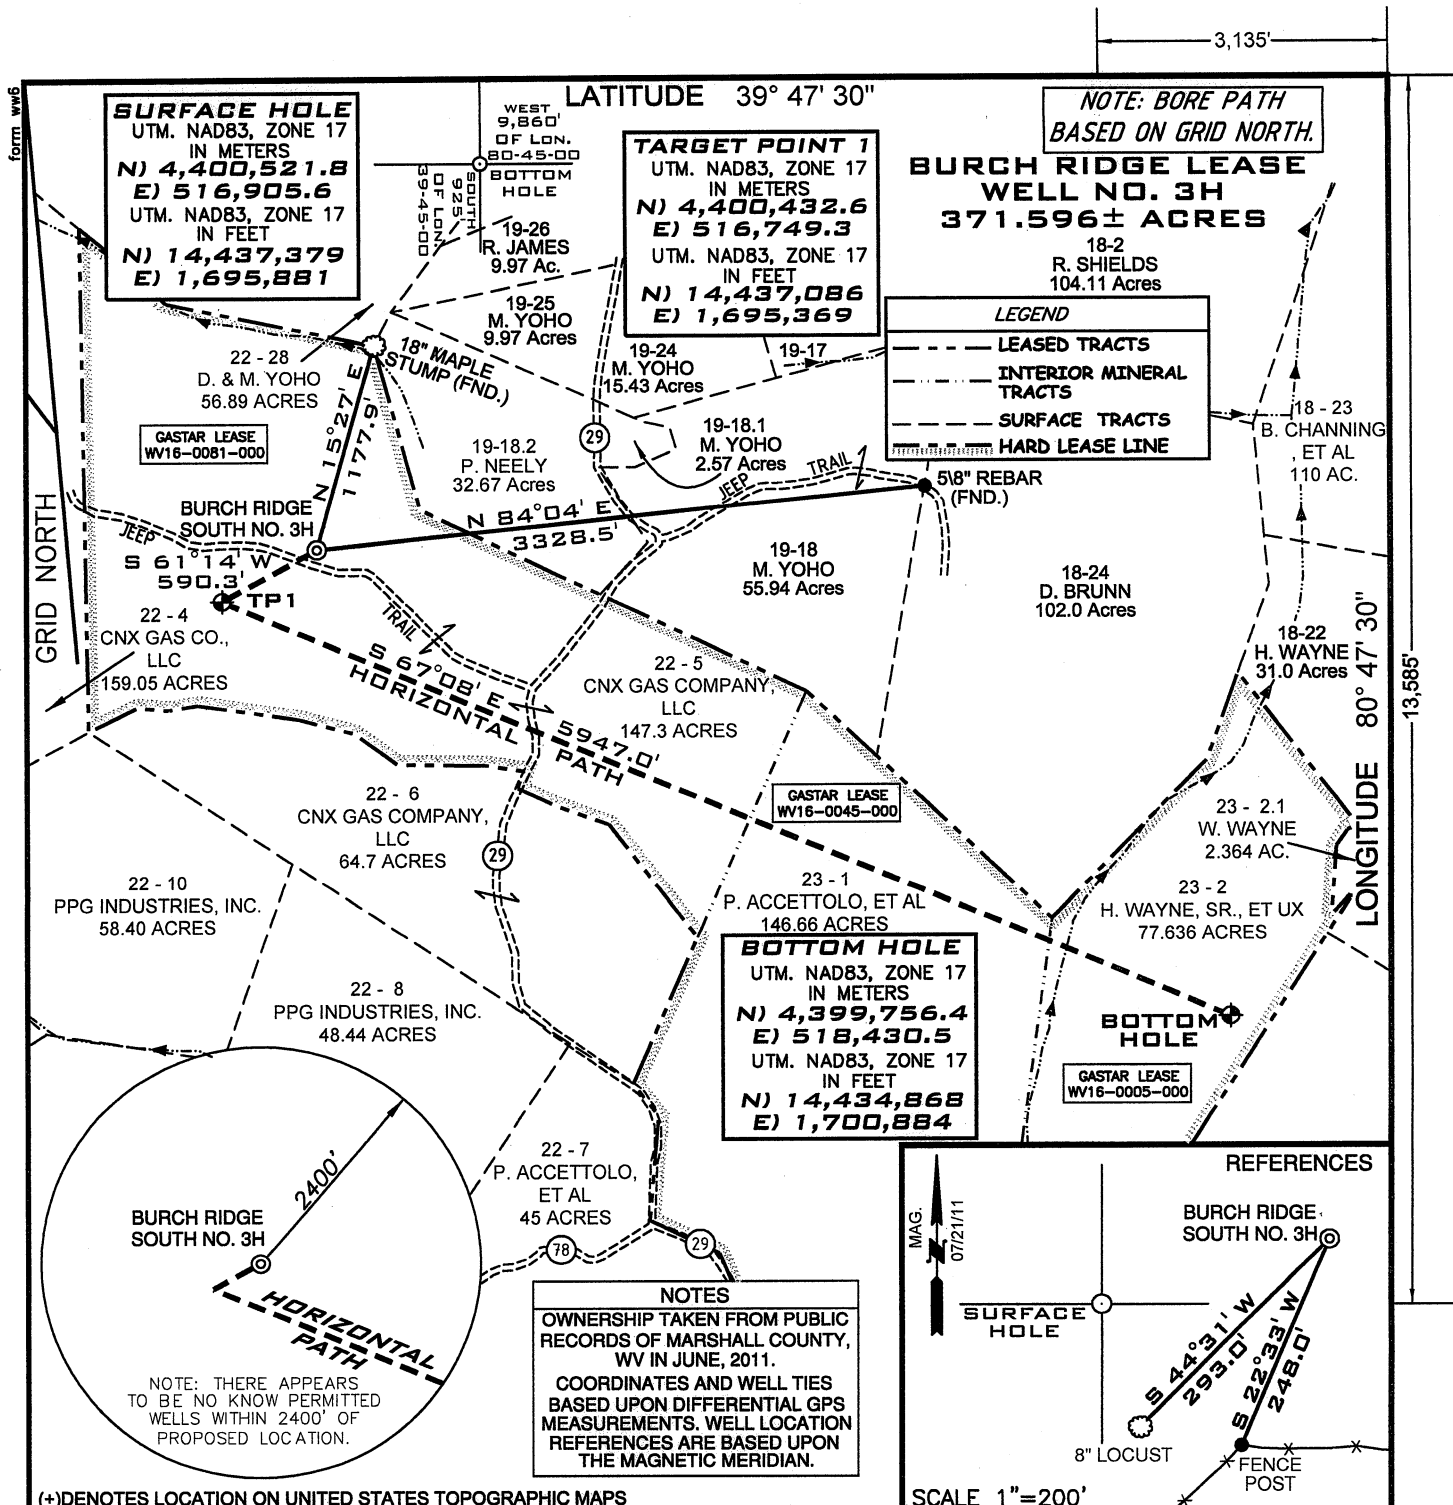 3,135'
form ww6
LATITUDE 39° 47' 30"
NOTE: BORE PATH
BASED ON GRID NORTH.
SURFACE HOLE
UTM. NAD83, ZONE 17
IN METERS
N) 4,400,521.8
E) 516,905.6
UTM. NAD83, ZONE 17
IN FEET
N) 14,437,379
E) 1,695,881
WEST
9,860'
OF LON.
80-45-00
BOTTOM
HOLE
SOUTH
925'
OF LON.
39-45-00
TARGET POINT 1
UTM. NAD83, ZONE 17
IN METERS
N) 4,400,432.6
E) 516,749.3
UTM. NAD83, ZONE 17
IN FEET
N) 14,437,086
E) 1,695,369
BURCH RIDGE LEASE
WELL NO. 3H
371.596± ACRES
18-2
R. SHIELDS
104.11 Acres
19-26
R. JAMES
9.97 Ac.
19-25
M. YOHO
9.97 Acres
LEGEND
LEASED TRACTS
INTERIOR MINERAL
TRACTS
SURFACE TRACTS
HARD LEASE LINE
18" MAPLE
STUMP (FND.)
19-24
M. YOHO
15.43 Acres
19-17
22 - 28
D. & M. YOHO
56.89 ACRES
GASTAR LEASE
WV16-0081-000
N 15°27' E
1177.9'
19-18.2
P. NEELY
32.67 Acres
29
19-18.1
M. YOHO
2.57 Acres
18 - 23
B. CHANNING
, ET AL
110 AC.
JEEP
TRAIL
5\8" REBAR
(FND.)
GRID NORTH
BURCH RIDGE
SOUTH NO. 3H
N 84°04' E
3328.5'
JEEP
S 61°14' W
590.3'
TP1
19-18
M. YOHO
55.94 Acres
18-24
D. BRUNN
102.0 Acres
22 - 4
CNX GAS CO.,
LLC
159.05 ACRES
TRAIL
18-22
H. WAYNE
31.0 Acres
LONGITUDE 80° 47' 30"
13,585'
S 67°08' E 5947.0'
HORIZONTAL PATH
22 - 5
CNX GAS COMPANY,
LLC
147.3 ACRES
GASTAR LEASE
WV16-0045-000
22 - 6
CNX GAS COMPANY,
LLC
64.7 ACRES
29
23 - 2.1
W. WAYNE
2.364 AC.
22 - 10
PPG INDUSTRIES, INC.
58.40 ACRES
23 - 1
P. ACCETTOLO, ET AL
146.66 ACRES
23 - 2
H. WAYNE, SR., ET UX
77.636 ACRES
BOTTOM HOLE
UTM. NAD83, ZONE 17
IN METERS
N) 4,399,756.4
E) 518,430.5
UTM. NAD83, ZONE 17
IN FEET
N) 14,434,868
E) 1,700,884
22 - 8
PPG INDUSTRIES, INC.
48.44 ACRES
BOTTOM
HOLE
GASTAR LEASE
WV16-0005-000
2400'
BURCH RIDGE
SOUTH NO. 3H
HORIZONTAL
PATH
NOTE: THERE APPEARS
TO BE NO KNOW PERMITTED
WELLS WITHIN 2400' OF
PROPOSED LOCATION.
22 - 7
P. ACCETTOLO,
ET AL
45 ACRES
78
29
NOTES
OWNERSHIP TAKEN FROM PUBLIC
RECORDS OF MARSHALL COUNTY,
WV IN JUNE, 2011.
COORDINATES AND WELL TIES
BASED UPON DIFFERENTIAL GPS
MEASUREMENTS. WELL LOCATION
REFERENCES ARE BASED UPON
THE MAGNETIC MERIDIAN.
REFERENCES
MAG.
N
07/21/11
SURFACE
HOLE
BURCH RIDGE
SOUTH NO. 3H
S 44°31' W
293.0'
S 22°33' W
248.0'
8" LOCUST
FENCE
POST
SCALE 1"=200'
(+)DENOTES LOCATION ON UNITED STATES TOPOGRAPHIC MAPS